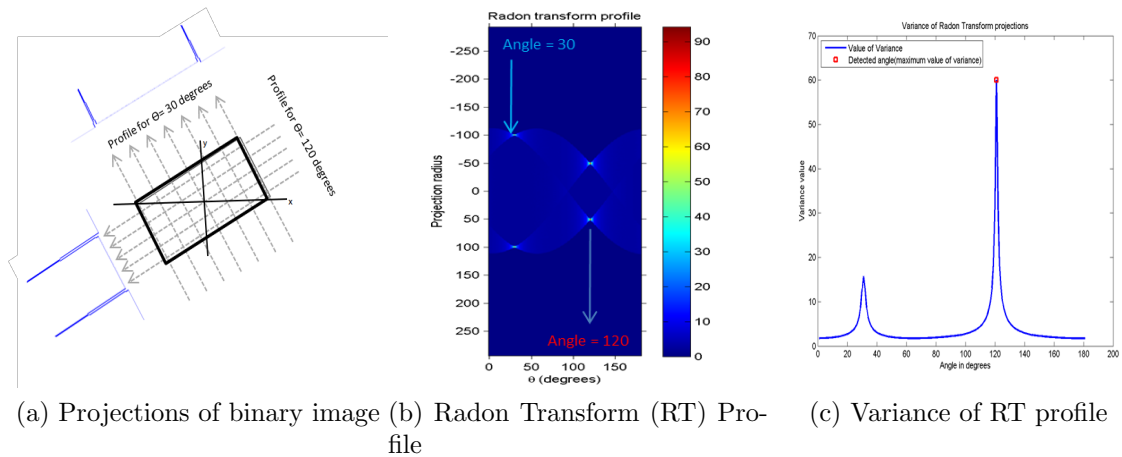 Profile for Θ= 30 degrees
Profile for Θ= 120 degrees
y
x
Radon transform profile
Angle = 30
Angle = 120
Projection radius
-250
-200
-150
-100
-50
0
50
100
150
200
250
0 50 100 150
Θ (degrees)
90
80
70
60
50
40
30
20
10
0
Variance of Radon Transform projections
Value of Variance
Detected angle(maximum value of variance)
Variance value
70
60
50
40
30
20
10
0
0 20 40 60 80 100 120 140 160 180 200
Angle in degrees
(a) Projections of binary image
(b) Radon Transform (RT) Pro-
file
(c) Variance of RT profile